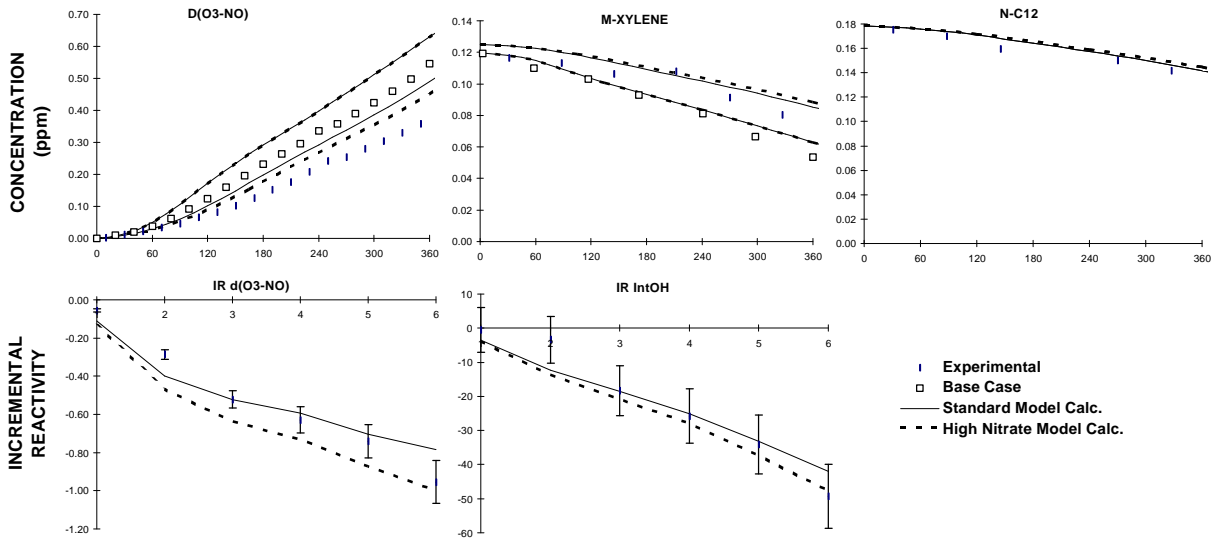 D(O3-NO)
0.70
0.60
0.50
0.40
0.30
0.20
0.10
0.00
0 60 120 180 240 300 360
M-XYLENE
0.14
0.12
0.10
0.08
0.06
0.04
0.02
0.00
0 60 120 180 240 300 360
N-C12
0.18
0.16
0.14
0.12
0.10
0.08
0.06
0.04
0.02
0.00
0 60 120 180 240 300 360
CONCENTRATION
(ppm)
IR d(O3-NO)
0.00
-0.20
-0.40
-0.60
-0.80
-1.00
-1.20
2 3 4 5 6
IR IntOH
10
0
-10
-20
-30
-40
-50
-60
2 3 4 5 6
INCREMENTAL
REACTIVITY
Experimental
Base Case
Standard Model Calc.
High Nitrate Model Calc.